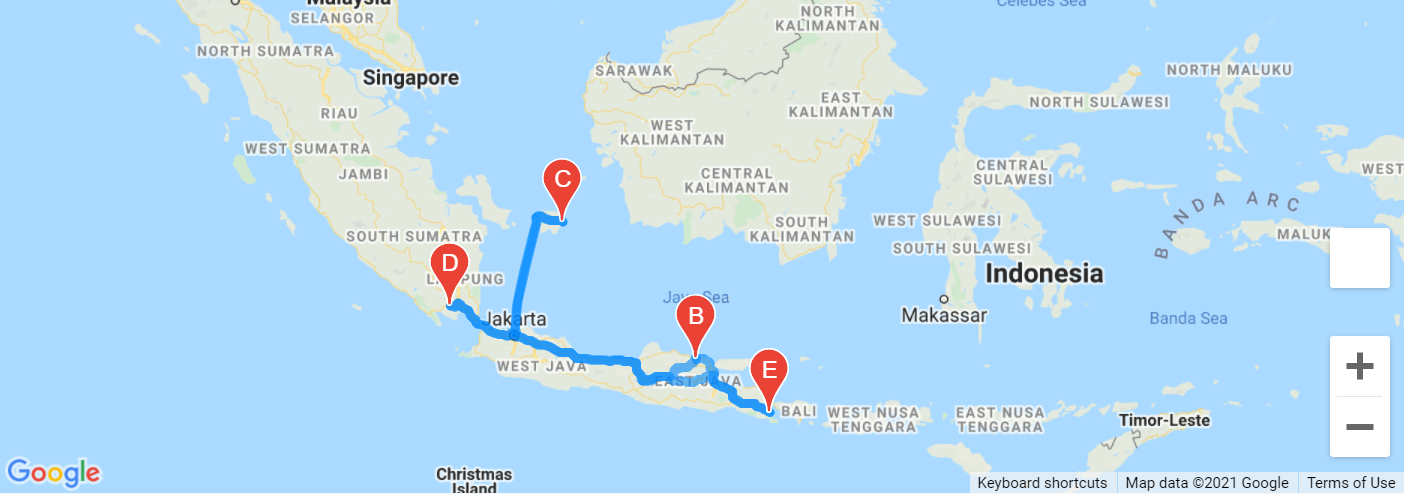 Malaysia
SELANGOR
NORTH
KALIMANTAN
Celebes Sea
NORTH SUMATRA
Singapore
SARAWAK
NORTH MALUKU
RIAU
EAST
KALIMANTAN
NORTH SULAWESI
WEST
KALIMANTAN
WEST SUMATRA
JAMBI
CENTRAL
KALIMANTAN
CENTRAL
SULAWESI
WEST
C
BANDA ARC
SOUTH
KALIMANTAN
WEST SULAWESI
SOUTH SUMATRA
SOUTH SULAWESI
MALUK
D
LAMPUNG
Indonesia
Java Sea
Jakarta
B
Makassar
Banda Sea
WEST JAVA
EAST JAVA
E
BALI
WEST NUSA
TENGGARA
EAST NUSA
TENGGARA
Timor-Leste
+
−
Google
Christmas
Island
Keyboard shortcuts
Map data ©2021 Google
Terms of Use